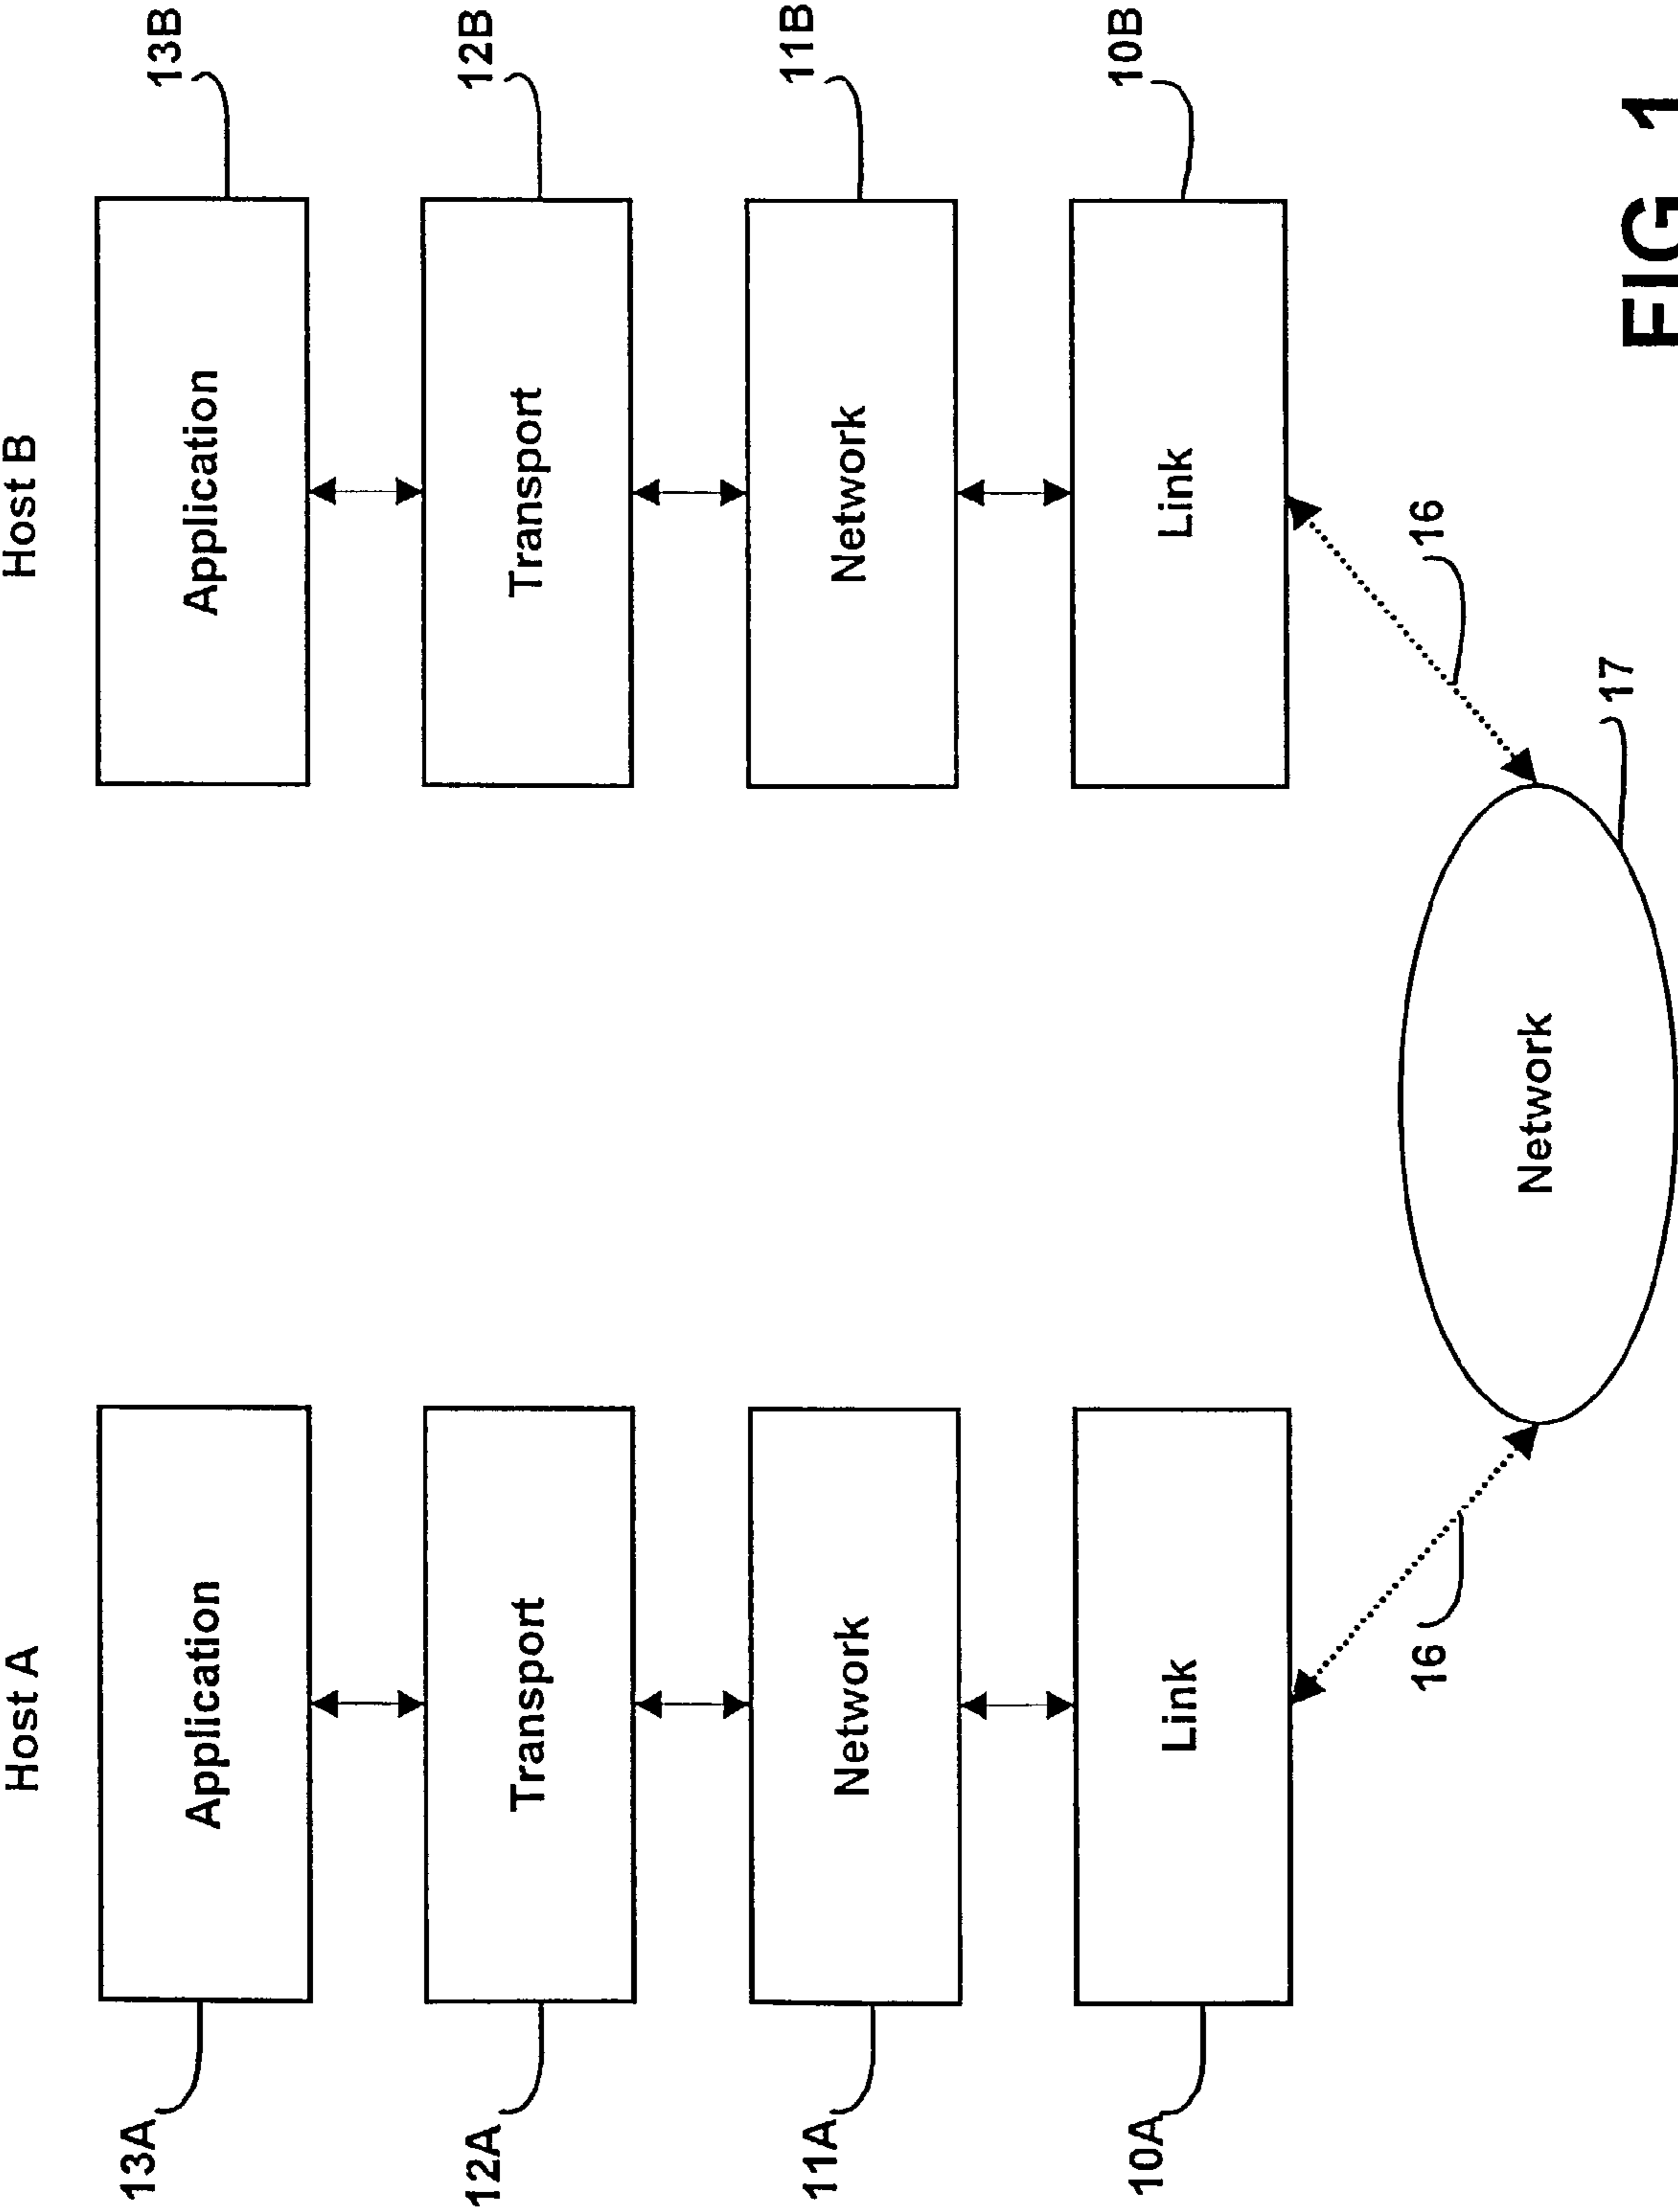 Host A
Host B
13A
Application
Application
13B
12A
Transport
Transport
12B
11A
Network
Network
11B
10A
Link
Link
10B
16
16
Network
17
FIG 1